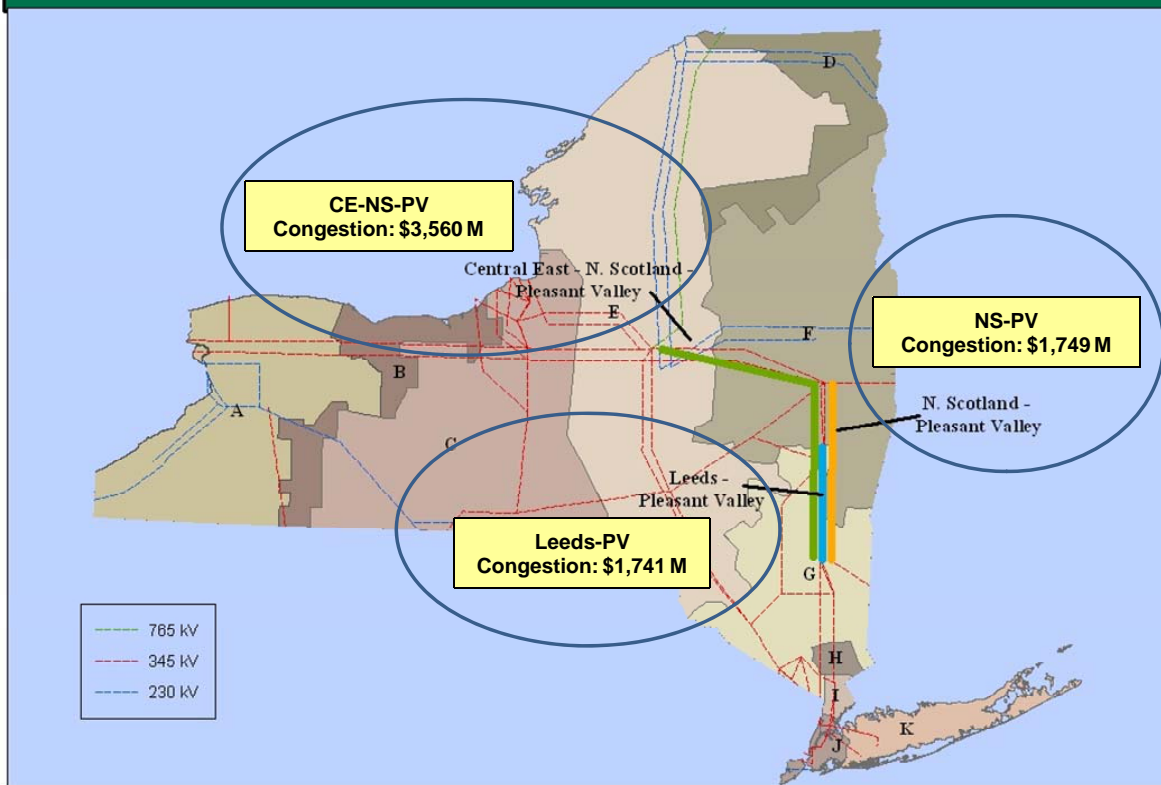 D
CE-NS-PV
Congestion: $3,560 M
Central East - N. Scotland -
Pleasant Valley
E
F
NS-PV
Congestion: $1,749 M
B
A
N. Scotland -
Pleasant Valley
C
Leeds -
Pleasant Valley
Leeds-PV
Congestion: $1,741 M
G
765 kV
345 kV
230 kV
H
I
K
J